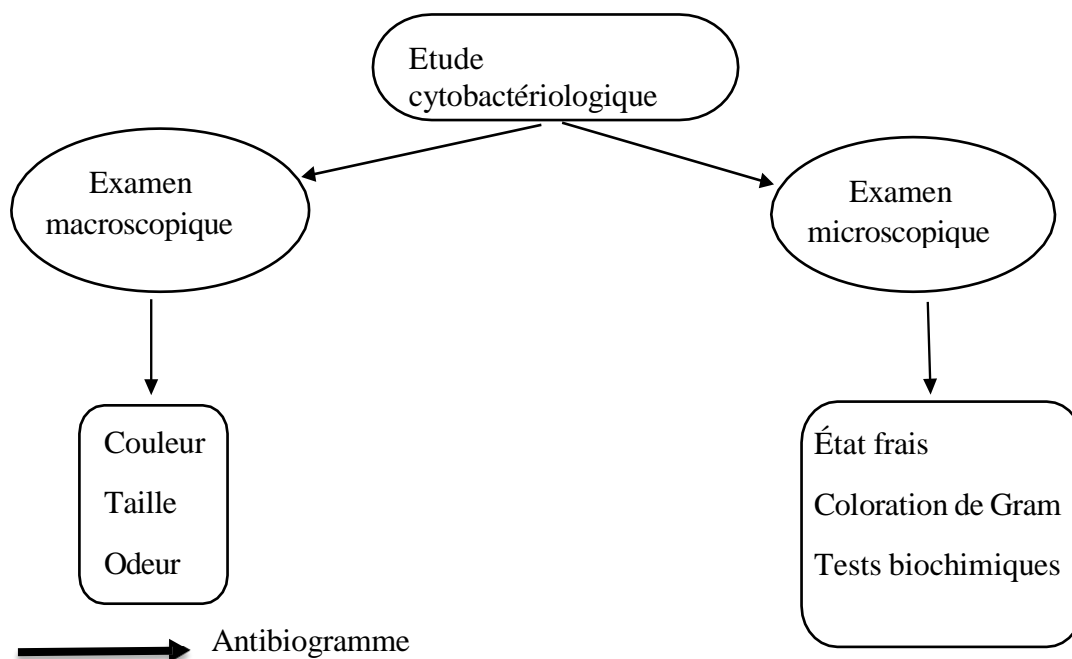 Etude
cytobactériologique
Examen
macroscopique
Examen
microscopique
Couleur
Taille
Odeur
État frais
Coloration de Gram
Tests biochimiques
Antibiogramme